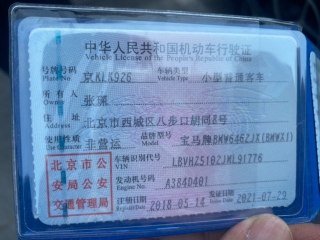 中华人民共和国机动车行驶证
Vehicle License of the People's Republic of China
号牌号码 京KLK926 车辆类型 小型普通客车
Plate No. Vehicle Type
所有人 张
Owner
住址 北京市西城区八步口胡同8号
Address
使用性质 非营运 品牌型号 宝马牌BMW6462JX(BMWX1)
Use Character Model
车辆识别代号 LBVHZ5102JML91776
VIN
发动机号码 A384D401
Engine No.
注册日期 2018-05-14 发证日期 2021-07-29
Register Date Issue Date
北京市公
安局公安
交通管理局